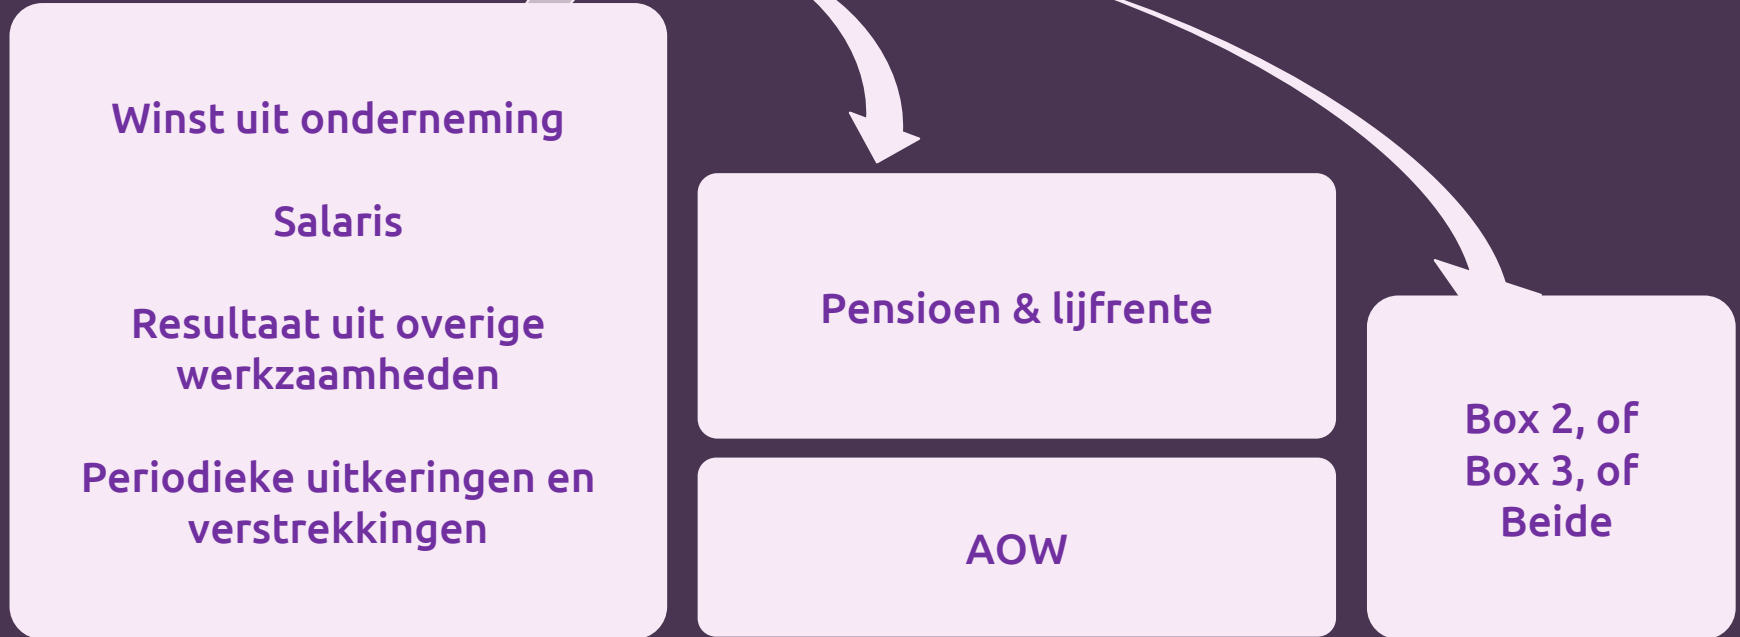 Winst uit onderneming
Salaris
Resultaat uit overige
werkzaamheden
Periodieke uitkeringen en
verstrekkingen
Pensioen & lijfrente
AOW
Box 2, of
Box 3, of
Beide